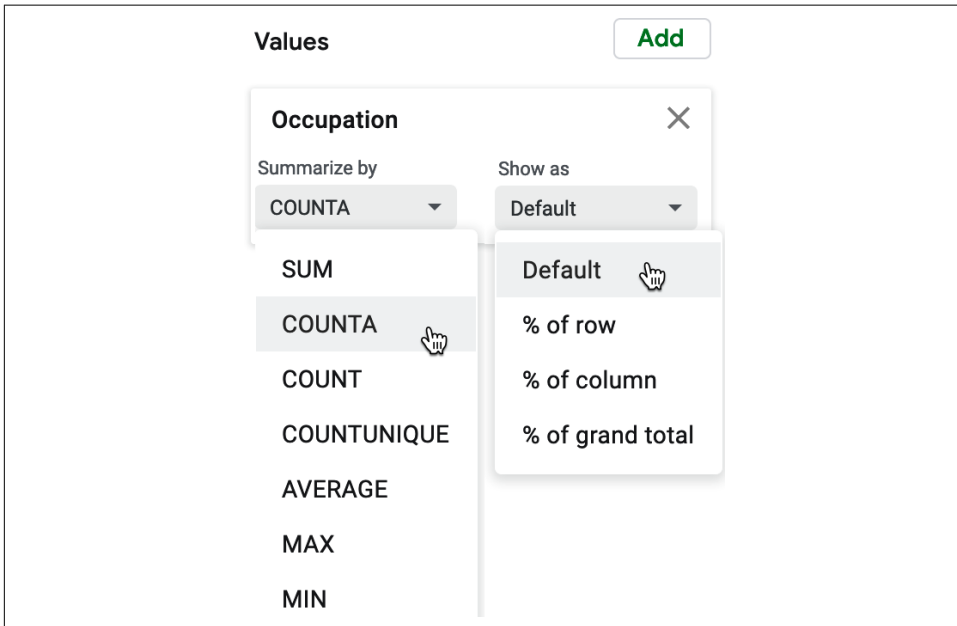 Values
Add
Occupation
Summarize by
Show as
COUNTA
Default
SUM
COUNTA
COUNT
COUNTUNIQUE
AVERAGE
MAX
MIN
Default
% of row
% of column
% of grand total